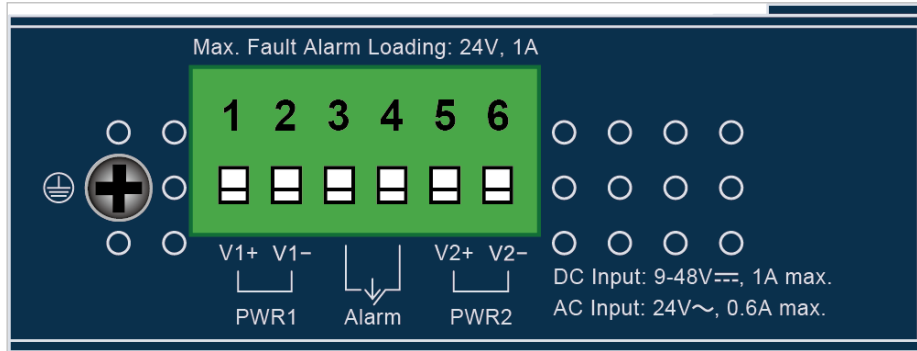 Max. Fault Alarm Loading: 24V, 1A
1 2 3 4 5 6
V1+ V1− V2+ V2−
PWR1 Alarm PWR2
DC Input: 9-48V⎓, 1A max.
AC Input: 24V～, 0.6A max.